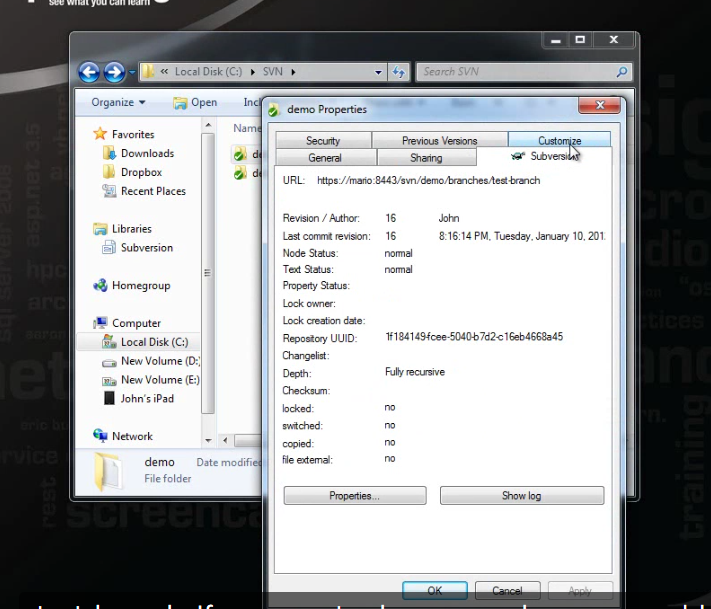 see what you can learn
« Local Disk (C:) ▸ SVN ▸
Search SVN
Organize
Open
demo Properties
Favorites
Downloads
Dropbox
Recent Places
Libraries
Subversion
Homegroup
Computer
Local Disk (C:)
New Volume (D:)
New Volume (E:)
John's iPad
Network
Name
de
de
demo
Date modified
File folder
Security
Previous Versions
Customize
General
Sharing
Subversion
URL: https://mario:8443/svn/demo/branches/test-branch
Revision / Author: 16 John
Last commit revision: 16 8:16:14 PM, Tuesday, January 10, 201
Node Status: normal
Text Status: normal
Property Status:
Lock owner:
Lock creation date:
Repository UUID: 1f184149-fcee-5040-b7d2-c16eb4668a45
Changelist:
Depth: Fully recursive
Checksum:
locked: no
switched: no
copied: no
file external: no
Properties...
Show log
OK
Cancel
Apply